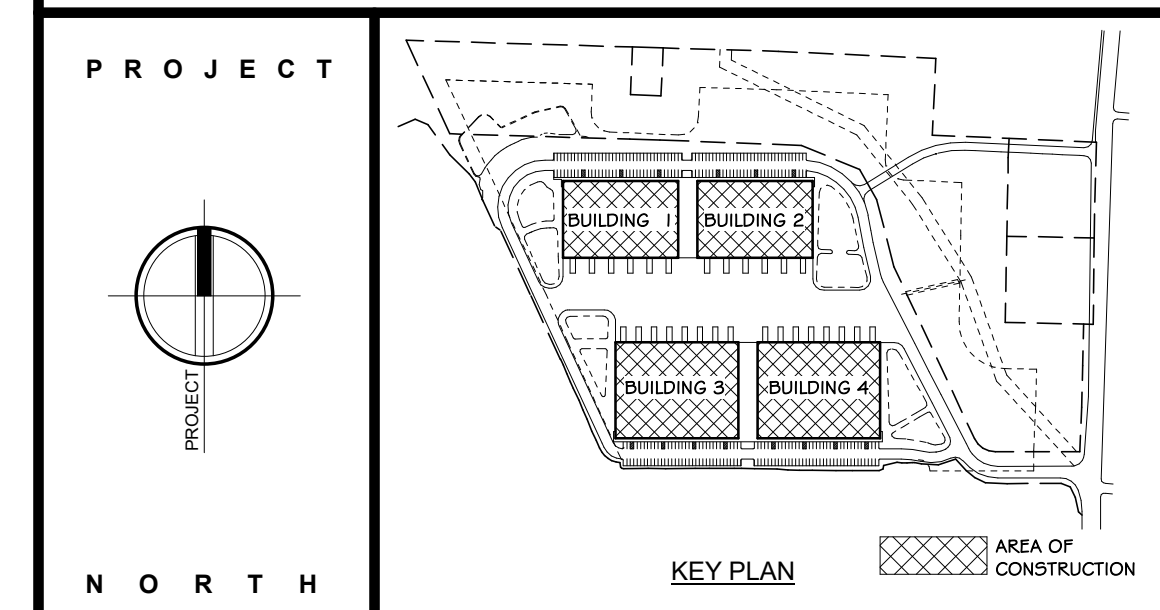 P R O J E C T
PROJECT
N O R T H
BUILDING 1
BUILDING 2
BUILDING 3
BUILDING 4
KEY PLAN
AREA OF
CONSTRUCTION